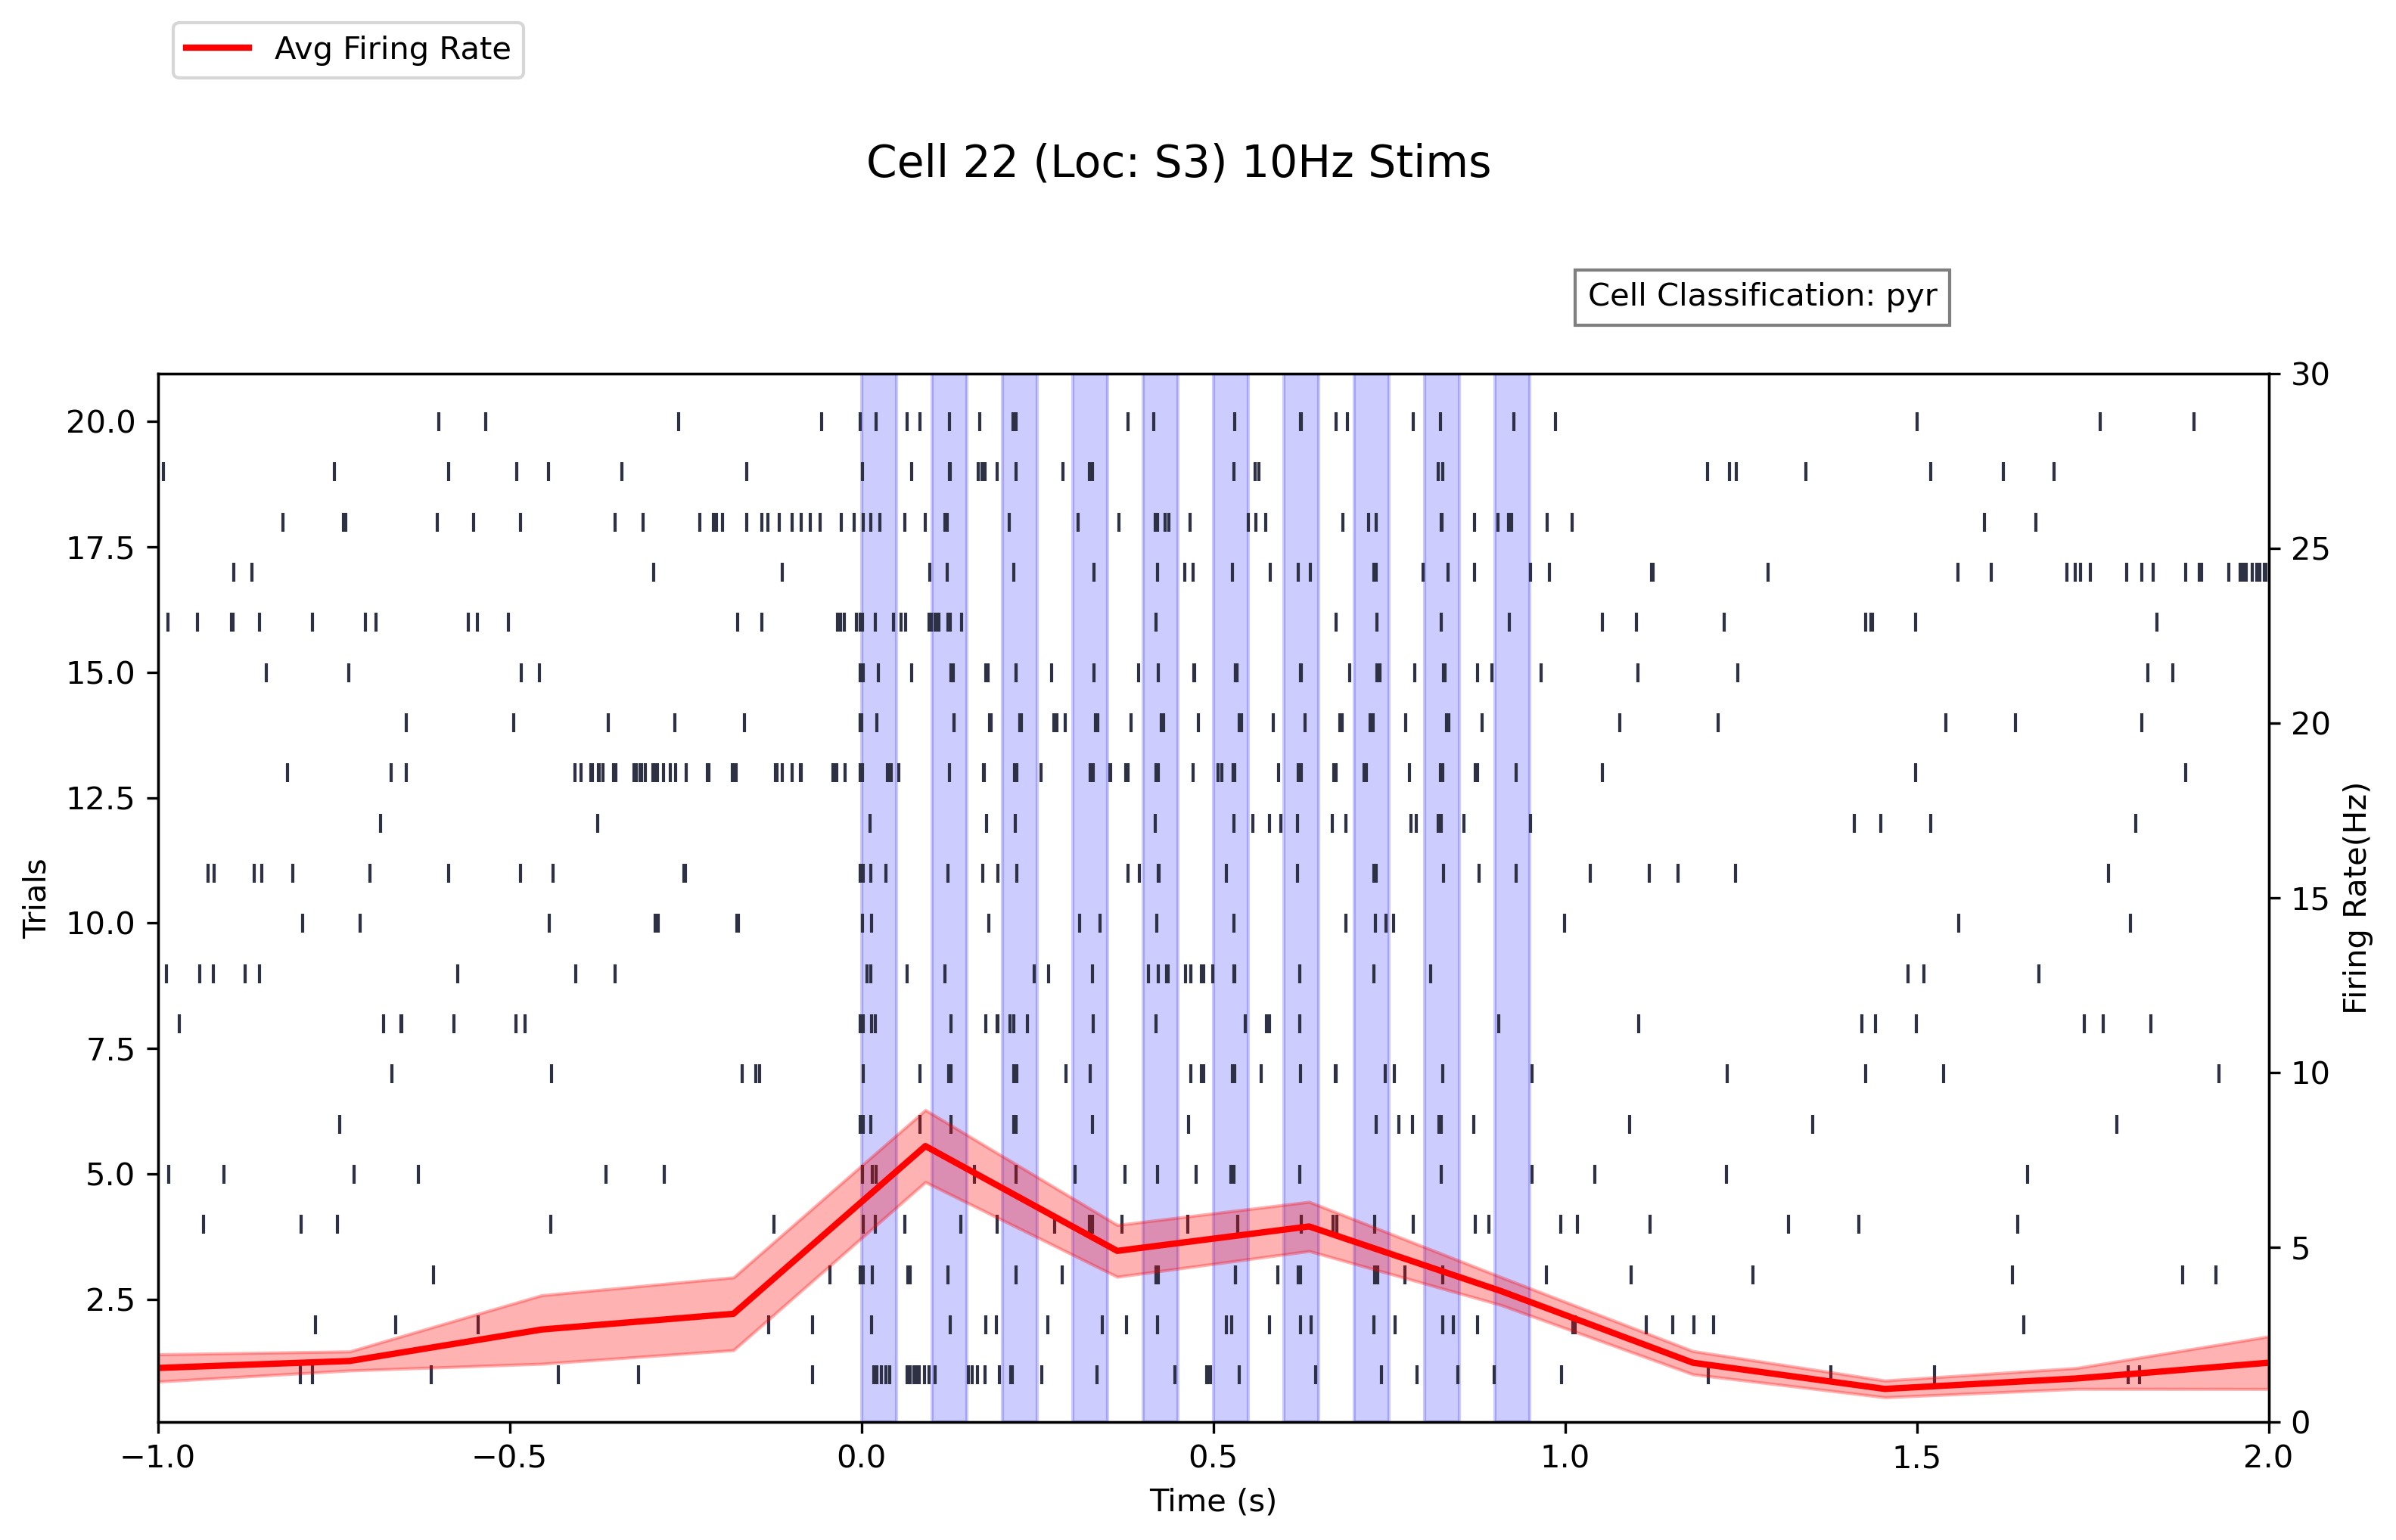 Avg Firing Rate
Cell 22 (Loc: S3) 10Hz Stims
Cell Classification: pyr
20.0
17.5
15.0
12.5
10.0
7.5
5.0
2.5
Trials
30
25
20
15
10
5
0
Firing Rate(Hz)
−1.0 −0.5 0.0 0.5 1.0 1.5 2.0
Time (s)